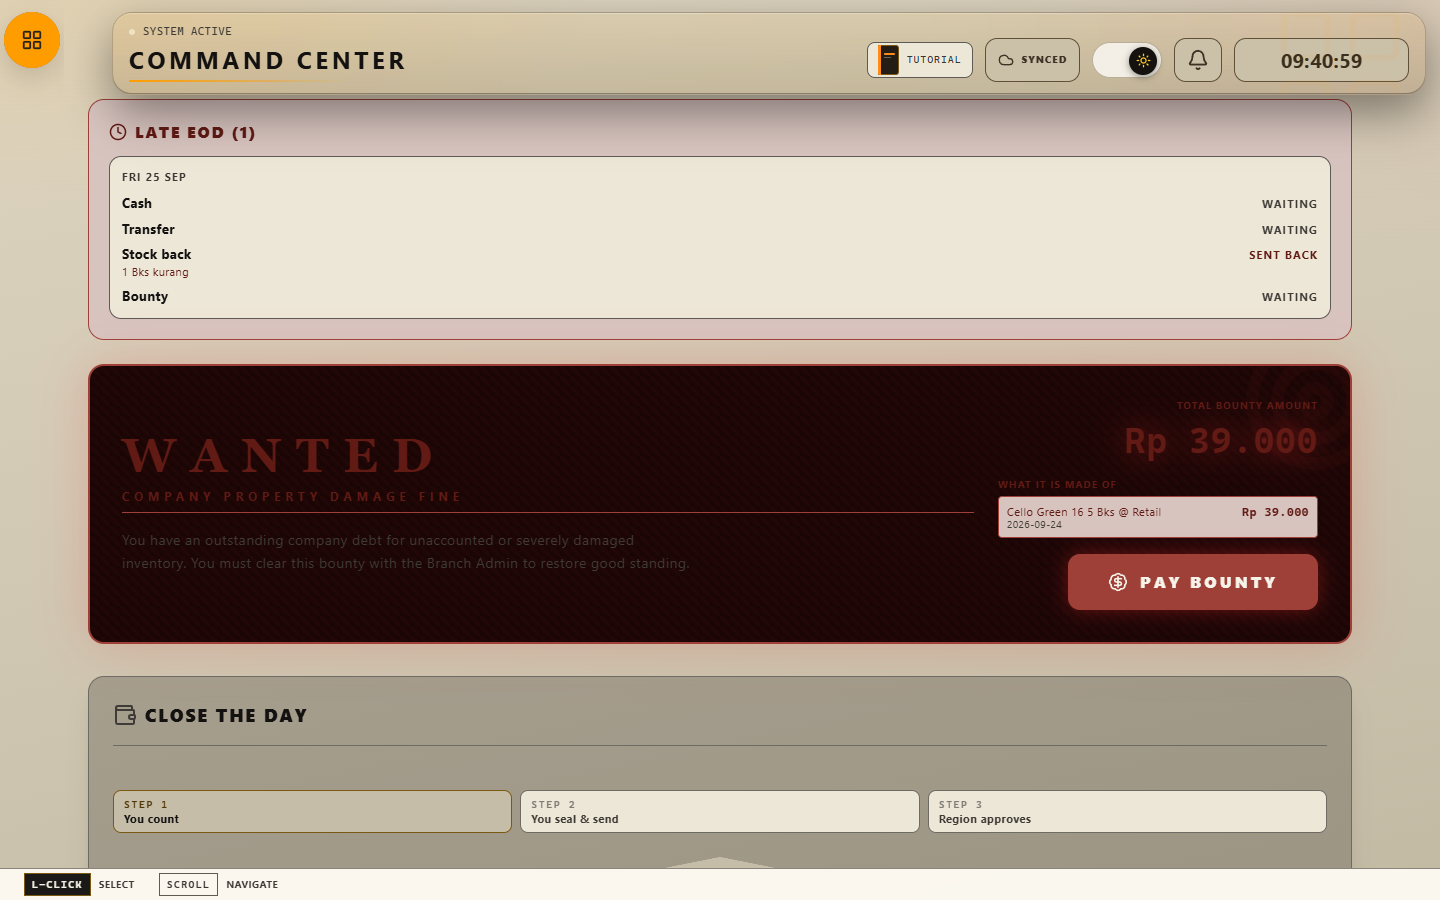 SYSTEM ACTIVE
COMMAND CENTER
TUTORIAL
SYNCED
09:40:59
LATE EOD (1)
FRI 25 SEP
Cash
WAITING
Transfer
WAITING
Stock back
SENT BACK
1 Bks kurang
Bounty
WAITING
WANTED
COMPANY PROPERTY DAMAGE FINE
You have an outstanding company debt for unaccounted or severely damaged
inventory. You must clear this bounty with the Branch Admin to restore good standing.
TOTAL BOUNTY AMOUNT
Rp 39.000
WHAT IT IS MADE OF
Cello Green 16 5 Bks @ Retail
Rp 39.000
2026-09-24
PAY BOUNTY
CLOSE THE DAY
STEP 1
You count
STEP 2
You seal & send
STEP 3
Region approves
L-CLICK
SELECT
SCROLL
NAVIGATE